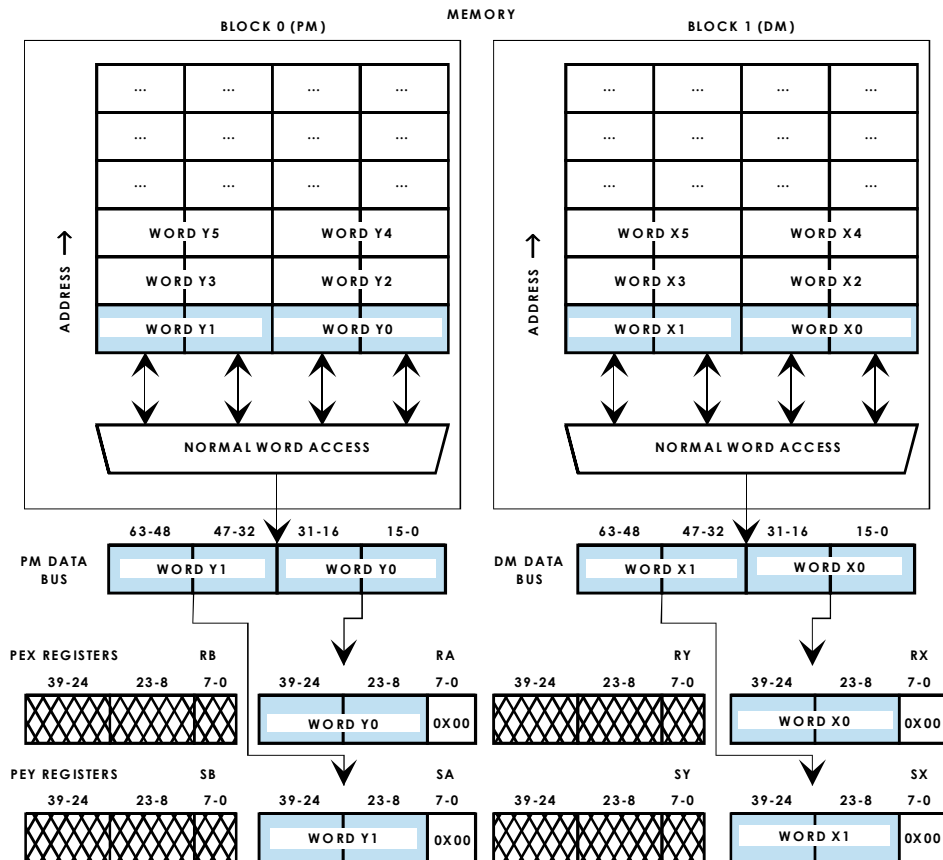 MEMORY
BLOCK 0 (PM) BLOCK 1 (DM)
... ... ... ... ... ... ... ...
... ... ... ... ... ... ... ...
... ... ... ... ... ... ... ...
WORD Y5 WORD Y4 WORD X5 WORD X4
WORD Y3 WORD Y2 WORD X3 WORD X2
WORD Y1 WORD Y0 WORD X1 WORD X0
ADDRESS ADDRESS
NORMAL WORD ACCESS NORMAL WORD ACCESS
63-48 47-32 31-16 15-0 63-48 47-32 31-16 15-0
PM DATA BUS WORD Y1 WORD Y0 DM DATA BUS WORD X1 WORD X0
PEX REGISTERS RB RA RY RX
39-24 23-8 7-0 39-24 23-8 7-0 39-24 23-8 7-0 39-24 23-8 7-0
WORD Y0 0X00 WORD X0 0X00
PEY REGISTERS SB SA SY SX
39-24 23-8 7-0 39-24 23-8 7-0 39-24 23-8 7-0 39-24 23-8 7-0
WORD Y1 0X00 WORD X1 0X00